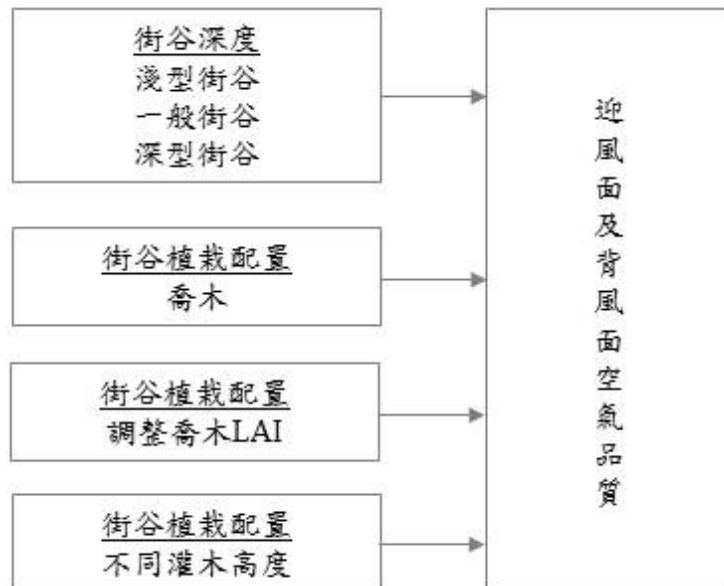 街谷深度
淺型街谷
一般街谷
深型街谷
街谷植栽配置
喬木
街谷植栽配置
調整喬木LAI
街谷植栽配置
不同灌木高度
迎風面及背風面空氣品質